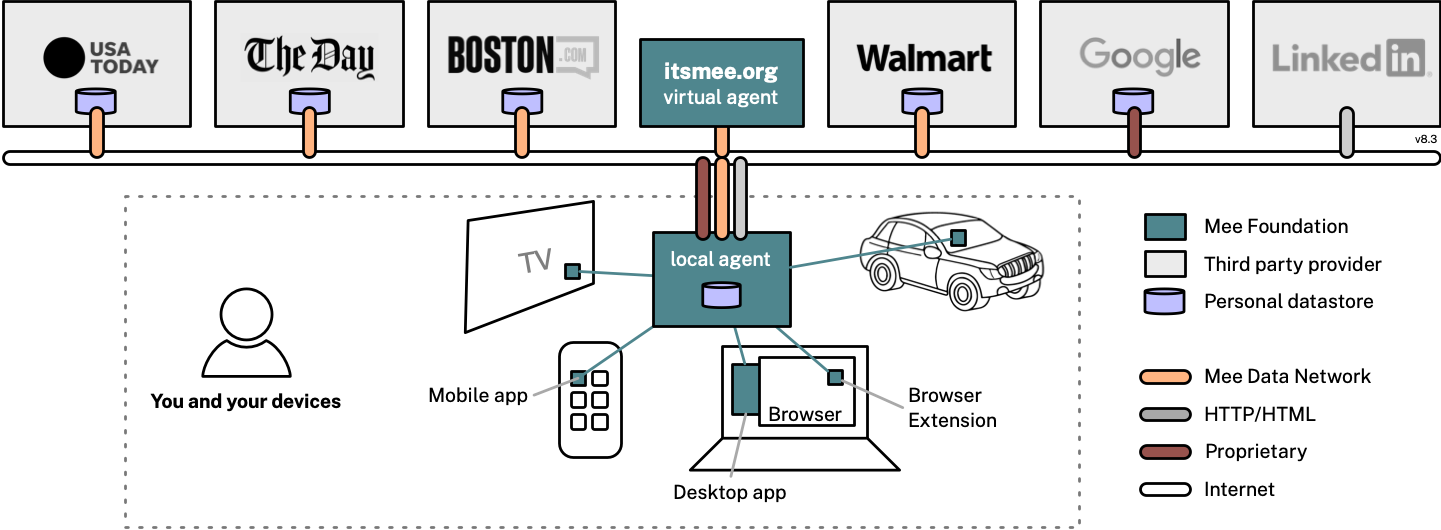 USA
TODAY
The Day
BOSTON
.COM
itsmee.org
virtual agent
Walmart
Google
Linked in
v8.3
TV
local agent
Mobile app
Browser
Browser
Extension
Desktop app
You and your devices
Mee Foundation
Third party provider
Personal datastore
Mee Data Network
HTTP/HTML
Proprietary
Internet